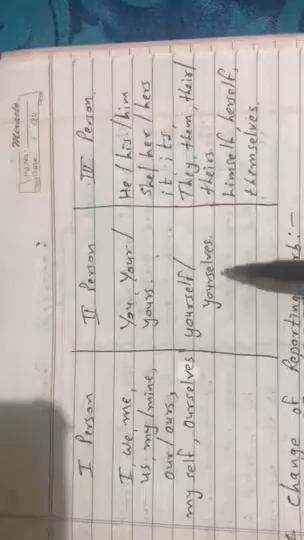 Miracle
Pg.No.:
Date:
I Person
I, we, me,
us, my/mine,
our/ours,
my self, ourselves
II Person
You Your/
yours.
yourself/
yourselves
III Person
He/his/him
She/her/hers
it its.
They, them, their/
theirs.
himself, herself,
themselves.
Change of Reporting